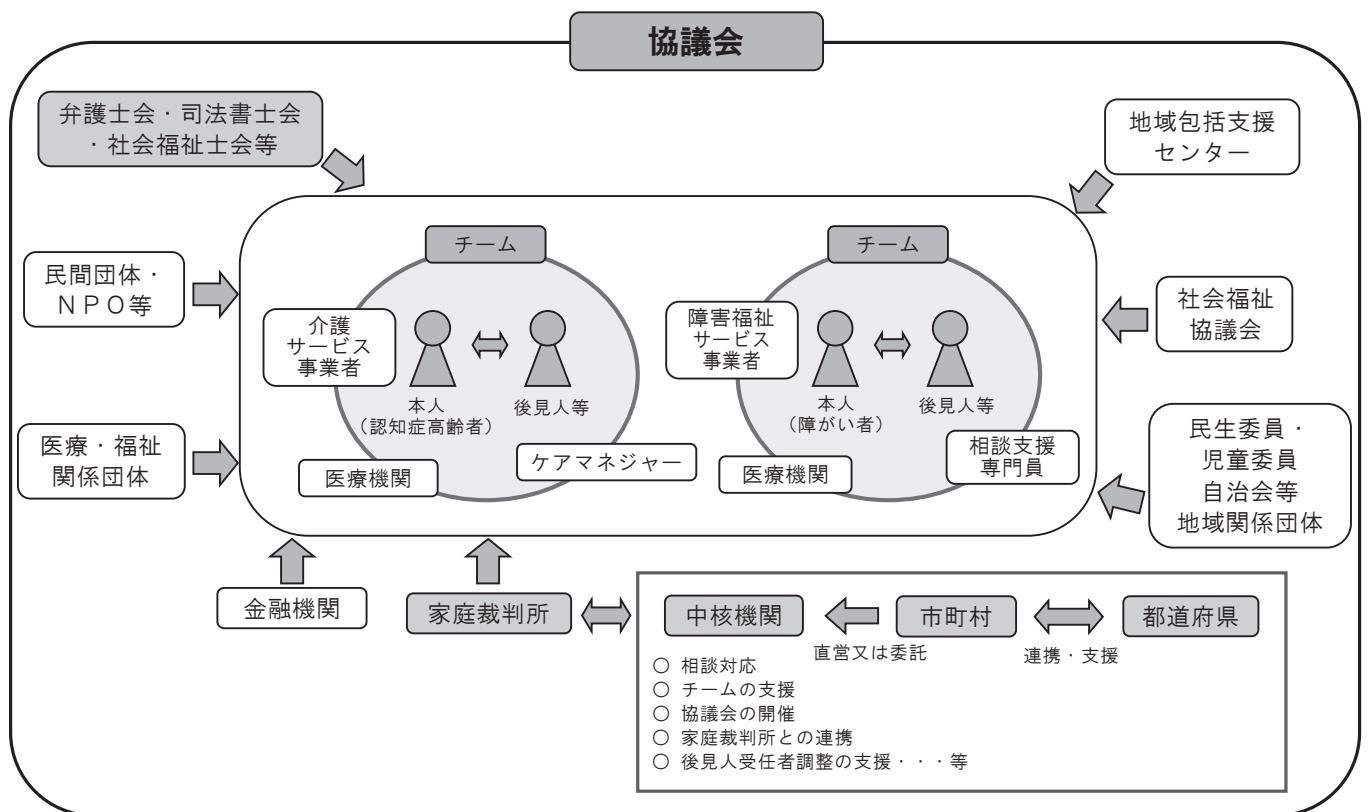 協議会
弁護士会・司法書士会
・社会福祉士会等
地域包括支援
センター
民間団体・
ＮＰＯ等
社会福祉
協議会
医療・福祉
関係団体
民生委員・
児童委員
自治会等
地域関係団体
チーム
介護
サービス
事業者
本人
（認知症高齢者）
後見人等
医療機関
ケアマネジャー
チーム
障害福祉
サービス
事業者
本人
（障がい者）
後見人等
医療機関
相談支援
専門員
金融機関
家庭裁判所
中核機関
市町村
都道府県
直営又は委託
連携・支援
○ 相談対応
○ チームの支援
○ 協議会の開催
○ 家庭裁判所との連携
○ 後見人受任者調整の支援・・・等